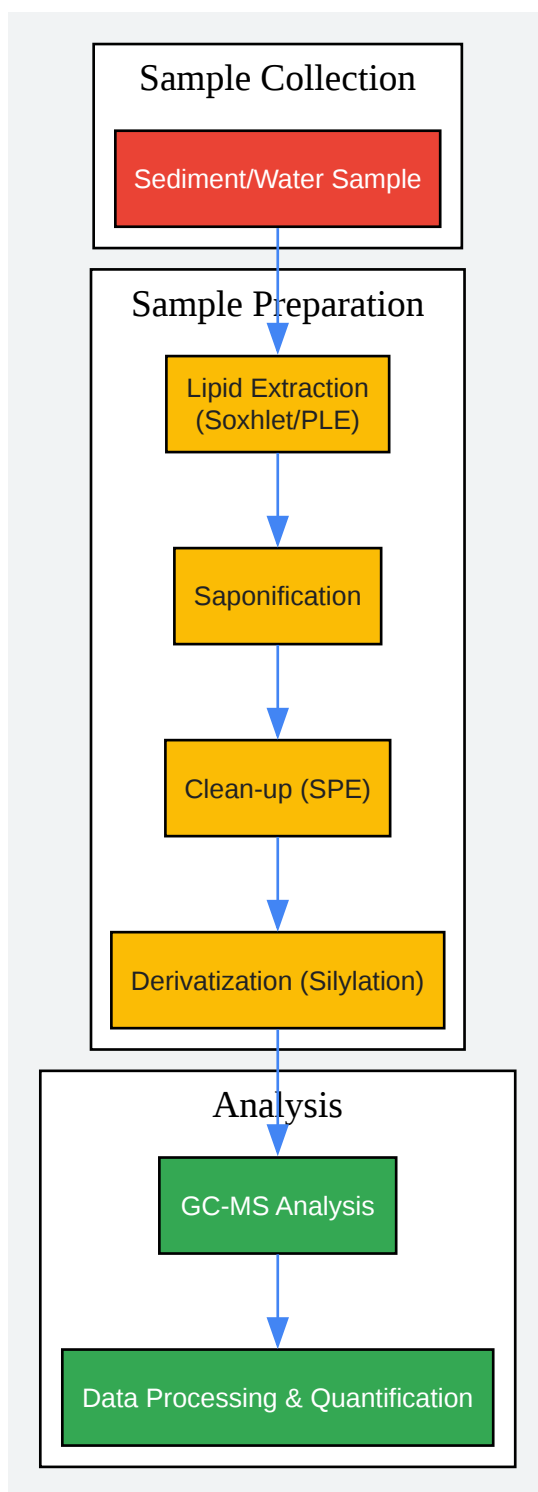 Sample Collection
Sediment/Water Sample
Sample Preparation
Lipid Extraction
(Soxhlet/PLE)
Saponification
Clean-up (SPE)
Derivatization (Silylation)
Analysis
GC-MS Analysis
Data Processing & Quantification